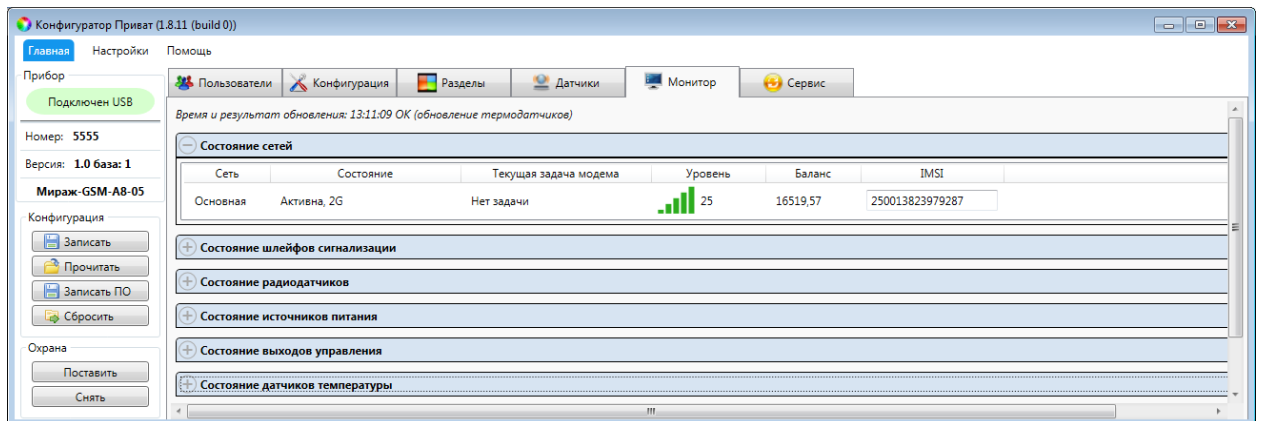 Конфигуратор Приват (1.8.11 (build 0))
Главная Настройки Помощь
Прибор
Подключен USB
Номер: 5555
Версия: 1.0 база: 1
Мираж-GSM-A8-05
Конфигурация
Записать
Прочитать
Записать ПО
Сбросить
Охрана
Поставить
Снять
Пользователи Конфигурация Разделы Датчики Монитор Сервис
Время и результат обновления: 13:11:09 OK (обновление термодатчиков)
Состояние сетей
Сеть Состояние Текущая задача модема Уровень Баланс IMSI
Основная Активна, 2G Нет задачи 25 16519,57 250013823979287
Состояние шлейфов сигнализации
Состояние радиодатчиков
Состояние источников питания
Состояние выходов управления
Состояние датчиков температуры